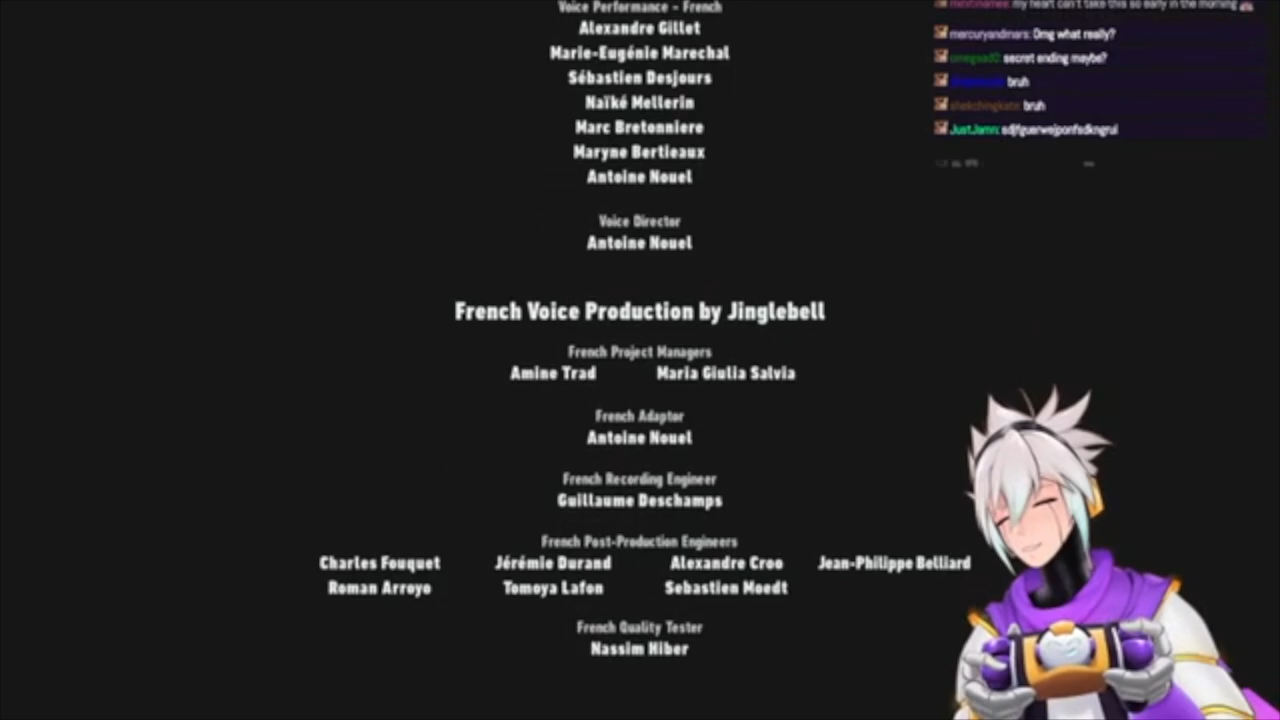 Voice Performance - French
Alexandre Gillet
Marie-Eugénie Marechal
Sébastien Desjours
Naïké Mellerin
Marc Bretonniere
Maryne Bertieaux
Antoine Nouel
Voice Director
Antoine Nouel
French Voice Production by Jinglebell
French Project Managers
Amine Trad Maria Giulia Salvia
French Adaptor
Antoine Nouel
French Recording Engineer
Guillaume Deschamps
French Post-Production Engineers
Charles Fouquet Jérémie Durand Alexandre Croo Jean-Philippe Belliard
Roman Arroyo Tomoya Lafon Sebastien Moedt
French Quality Tester
Nassim Hiber
my heart can't take this so early in the morning
mercuryandmars: Omg what really?
secret ending maybe?
bruh
bruh
JustJamn: sdjfguerwejponfsdkngrui